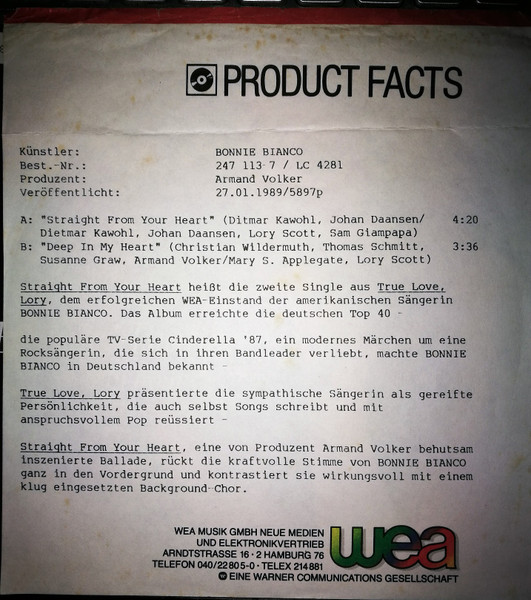 PRODUCT FACTS
Künstler: BONNIE BIANCO
Best.-Nr.: 247 113-7 / LC 4281
Produzent: Armand Volker
Veröffentlicht: 27.01.1989/5897p
A: "Straight From Your Heart" (Ditmar Kawohl, Johan Daansen/ 4:20
Dietmar Kawohl, Johan Daansen, Lory Scott, Sam Giampapa)
B: "Deep In My Heart" (Christian Wildermuth, Thomas Schmitt, 3:36
Susanne Graw, Armand Volker/Mary S. Applegate, Lory Scott)
Straight From Your Heart heißt die zweite Single aus True Love,
Lory, dem erfolgreichen WEA-Einstand der amerikanischen Sängerin
BONNIE BIANCO. Das Album erreichte die deutschen Top 40 -
die populäre TV-Serie Cinderella '87, ein modernes Märchen um eine
Rocksängerin, die sich in ihren Bandleader verliebt, machte BONNIE
BIANCO in Deutschland bekannt -
True Love, Lory präsentierte die sympathische Sängerin als gereifte
Persönlichkeit, die auch selbst Songs schreibt und mit
anspruchsvollem Pop reüssiert -
Straight From Your Heart, eine von Produzent Armand Volker behutsam
inszenierte Ballade, rückt die kraftvolle Stimme von BONNIE BIANCO
ganz in den Vordergrund und kontrastiert sie wirkungsvoll mit einem
klug eingesetzten Background-Chor.
WEA MUSIK GMBH NEUE MEDIEN
UND ELEKTRONIKVERTRIEB
ARNDTSTRASSE 16 · 2 HAMBURG 76
TELEFON 040/22805-0 · TELEX 214881
EINE WARNER COMMUNICATIONS GESELLSCHAFT
wea